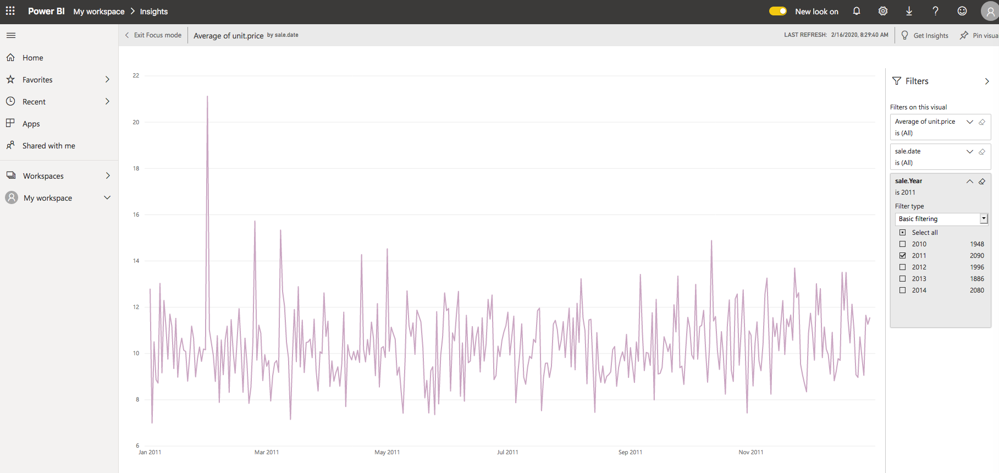 Power BI My workspace > Insights New look on ?
Exit Focus mode Average of unit.price by sale.date LAST REFRESH: 2/16/2020, 8:29:40 AM Get Insights Pin visua
Home
Favorites
Recent
Apps
Shared with me
Workspaces
My workspace
22
20
18
16
14
12
10
8
6
Jan 2011 Mar 2011 May 2011 Jul 2011 Sep 2011 Nov 2011
Filters
Filters on this visual
Average of unit.price
is (All)
sale.date
is (All)
sale.Year
is 2011
Filter type
Basic filtering
Select all
2010 1948
2011 2090
2012 1996
2013 1886
2014 2080